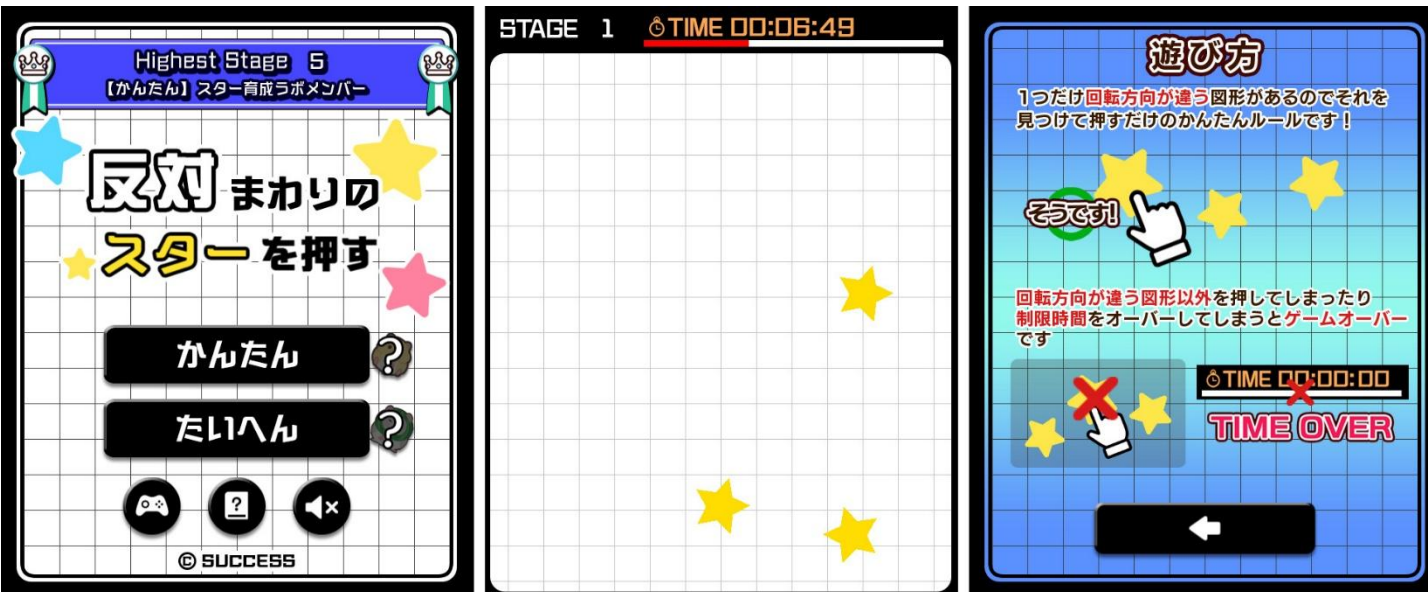 Highest Stage 5
【かんたん】スター育成ラボメンバー
反対まわりの
スターを押す
かんたん
?
たいへん
?
?
© SUCCESS
STAGE 1 TIME 00:06:49
遊び方
1つだけ回転方向が違う図形があるのでそれを
見つけて押すだけのかんたんルールです！
そうです!
回転方向が違う図形以外を押してしまったり
制限時間をオーバーしてしまうとゲームオーバー
です
TIME 00:00:00
TIME OVER